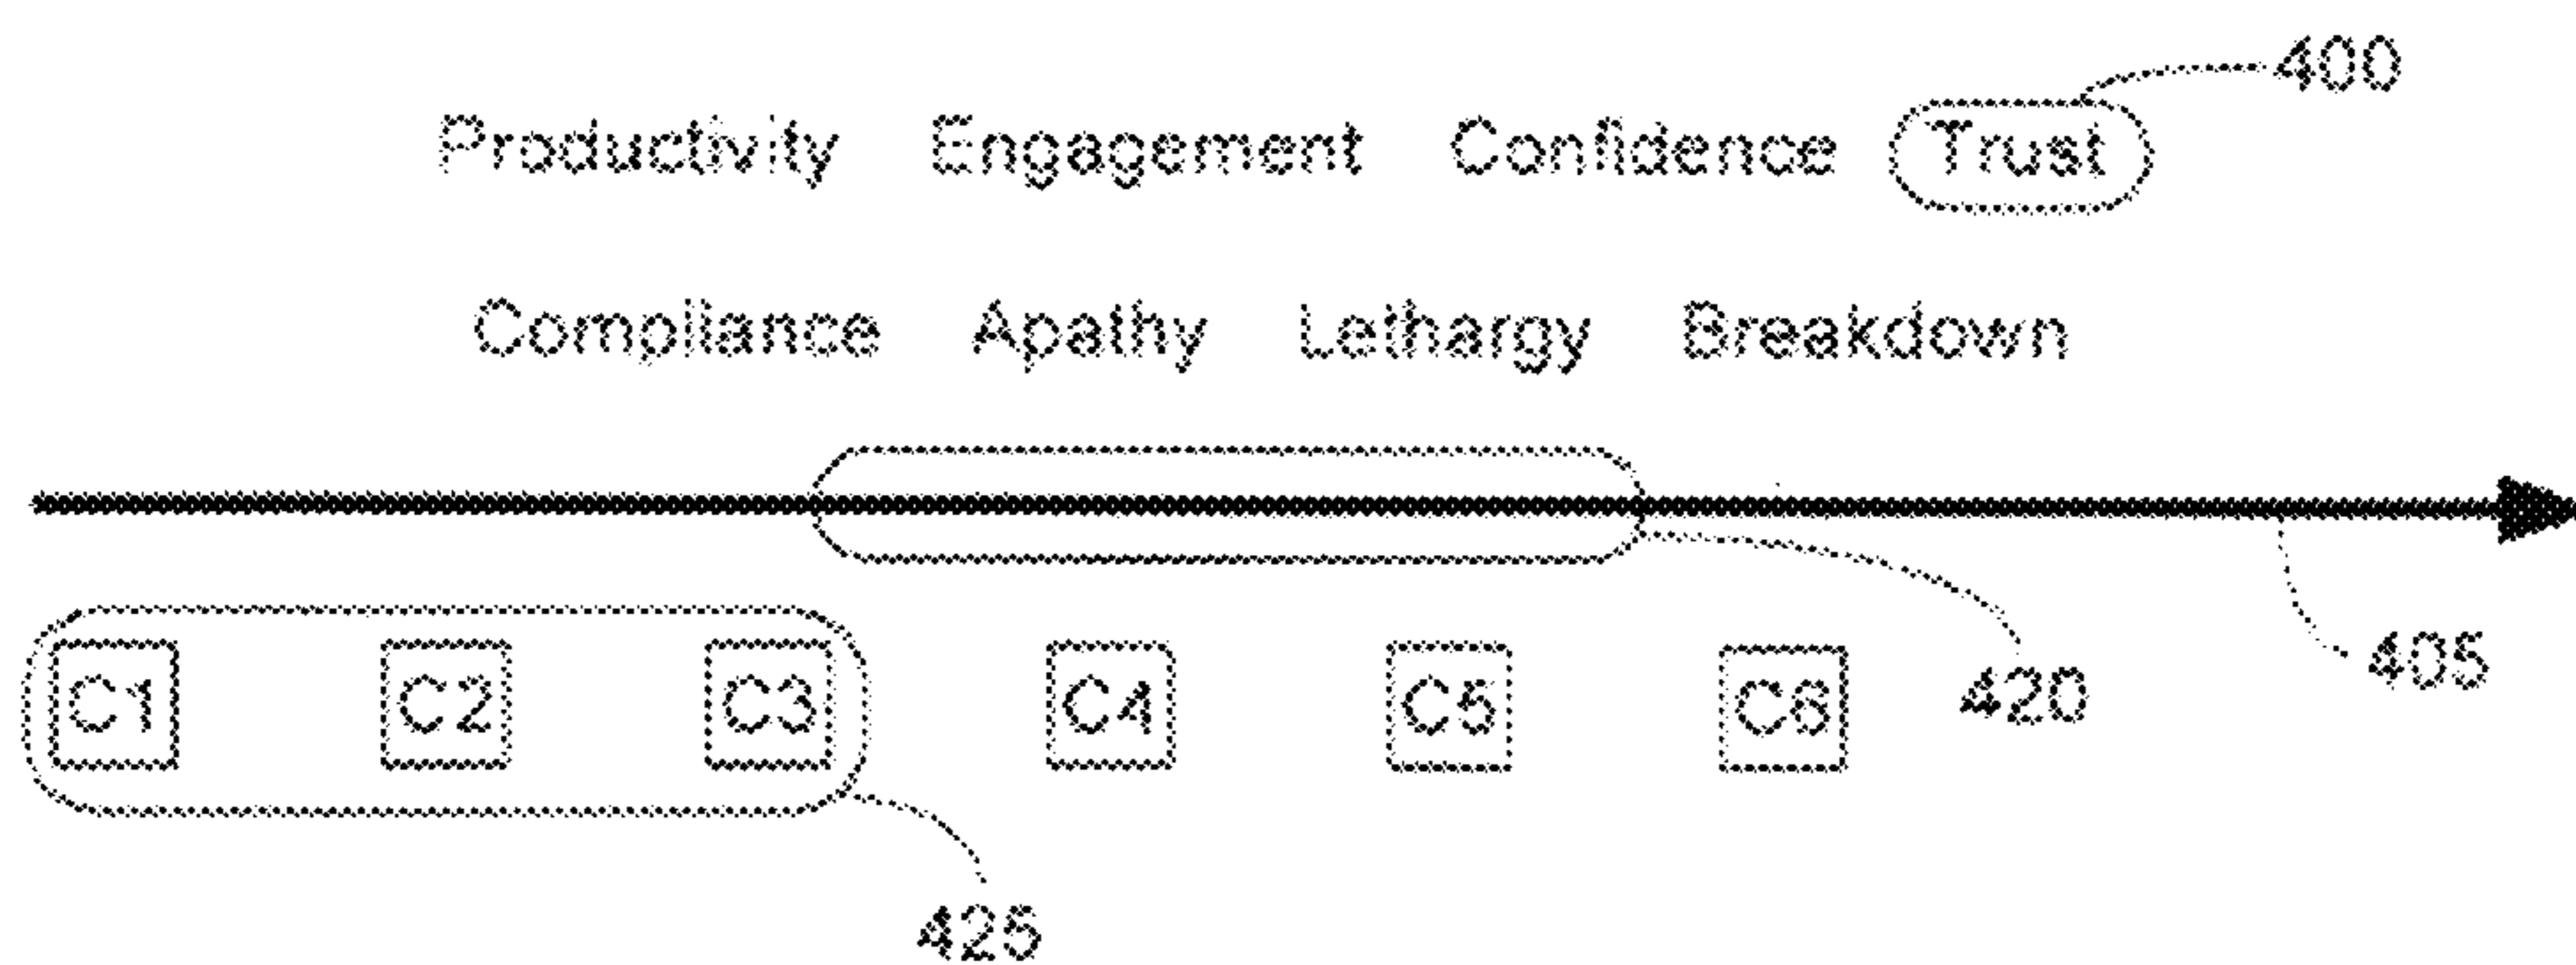 400
Productivity Engagement Confidence Trust
Compliance Apathy Lethargy Breakdown
405
C1 C2 C3 C4 C5 C6 420
425